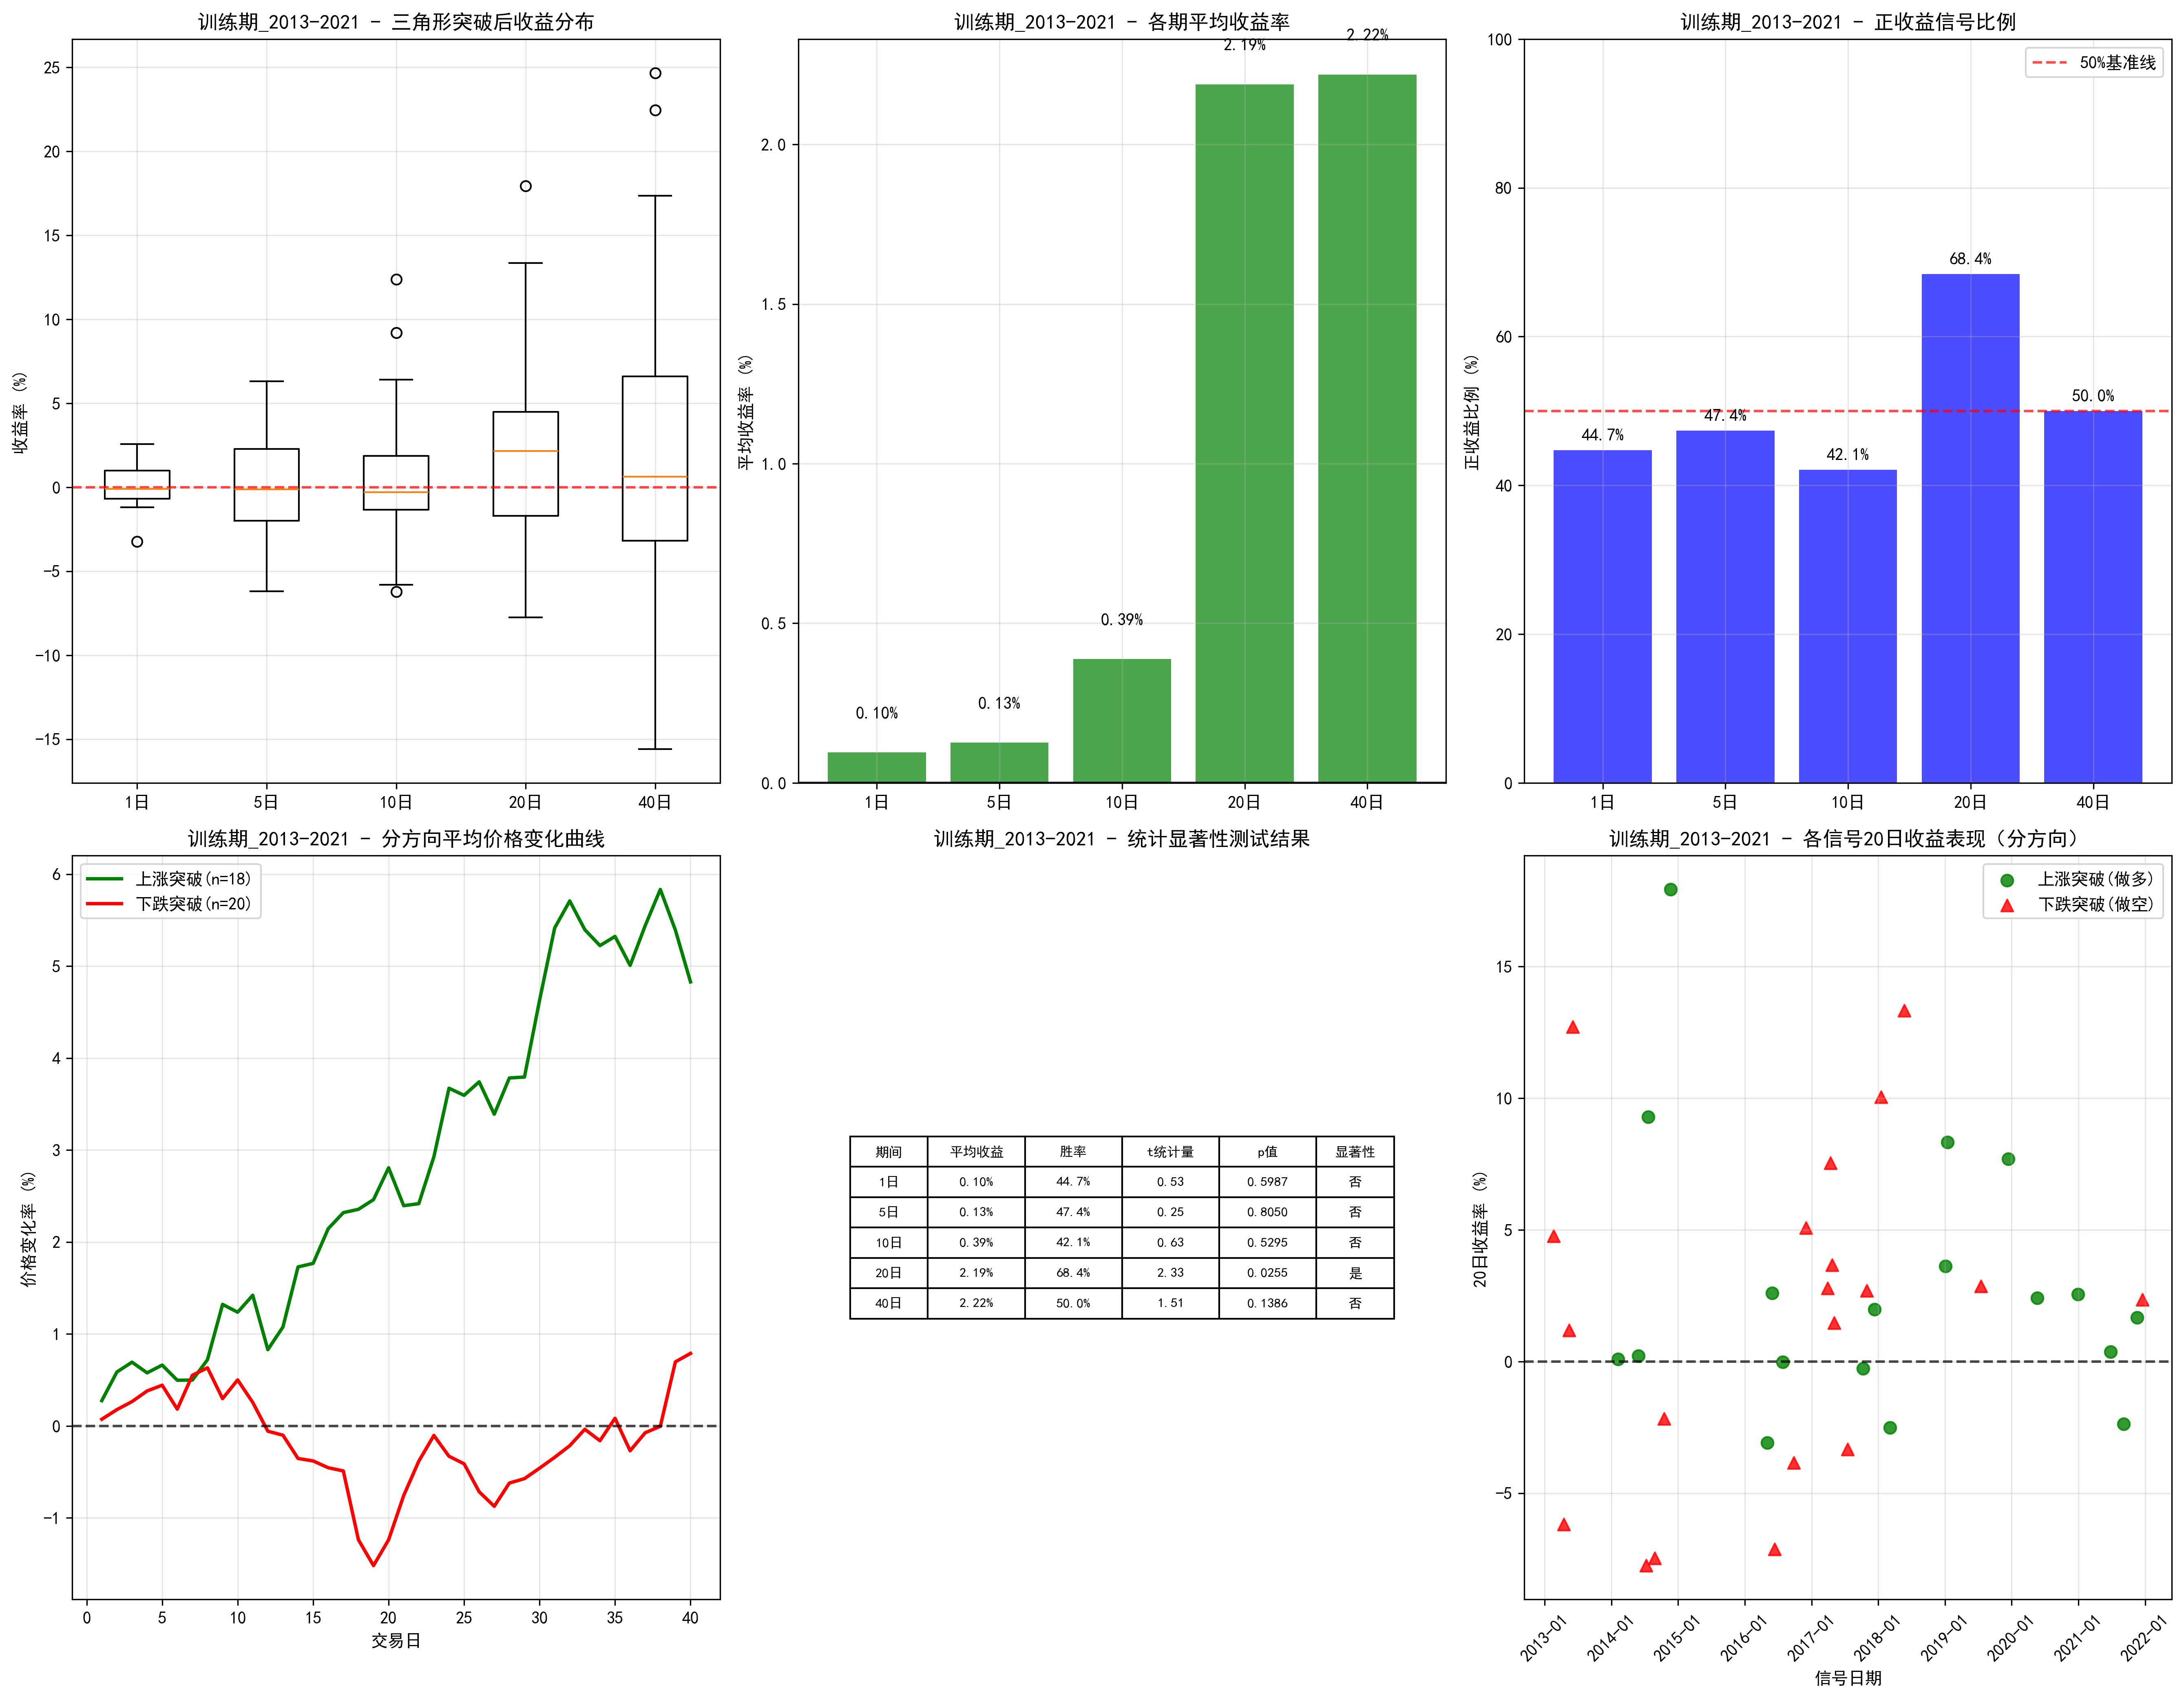 训练期_2013-2021 - 三角形突破后收益分布
收益率 (%)
25
20
15
10
5
0
-5
-10
-15
1日 5日 10日 20日 40日
训练期_2013-2021 - 各期平均收益率
平均收益率 (%)
2.0
1.5
1.0
0.5
0.0
0.10%
0.13%
0.39%
2.19%
2.22%
1日 5日 10日 20日 40日
训练期_2013-2021 - 正收益信号比例
50%基准线
正收益比例 (%)
100
80
60
40
20
0
44.7%
47.4%
42.1%
68.4%
50.0%
1日 5日 10日 20日 40日
训练期_2013-2021 - 分方向平均价格变化曲线
上涨突破(n=18)
下跌突破(n=20)
价格变化率 (%)
6
5
4
3
2
1
0
-1
0 5 10 15 20 25 30 35 40
交易日
训练期_2013-2021 - 统计显著性测试结果
期间 平均收益 胜率 t统计量 p值 显著性
1日 0.10% 44.7% 0.53 0.5987 否
5日 0.13% 47.4% 0.25 0.8050 否
10日 0.39% 42.1% 0.63 0.5295 否
20日 2.19% 68.4% 2.33 0.0255 是
40日 2.22% 50.0% 1.51 0.1386 否
训练期_2013-2021 - 各信号20日收益表现（分方向）
上涨突破(做多)
下跌突破(做空)
20日收益率 (%)
15
10
5
0
-5
2013-01 2014-01 2015-01 2016-01 2017-01 2018-01 2019-01 2020-01 2021-01 2022-01
信号日期